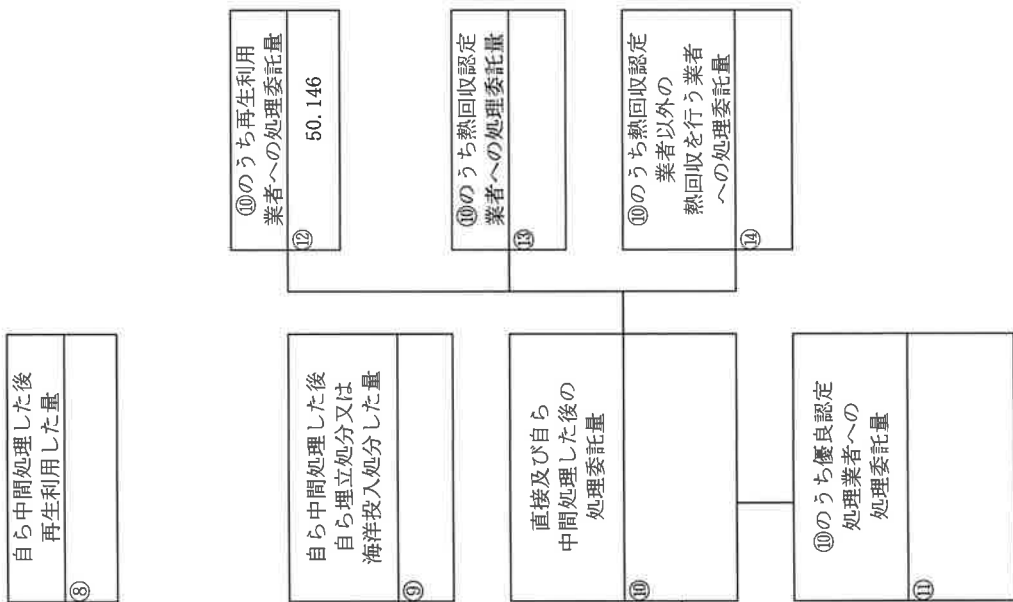 自ら中間処理した後
再生利用した量
⑧
自ら中間処理した後
自ら埋立処分又は
海洋投入処分した量
⑨
直接及び自ら
中間処理した後の
処理委託量
⑩
⑩のうち優良認定
処理業者への
処理委託量
⑪
⑩のうち再生利用
業者への処理委託量
⑫
50.146
⑩のうち熱回収認定
業者への処理委託量
⑬
⑩のうち熱回収認定
業者以外の
熱回収を行う業者
への処理委託量
⑭